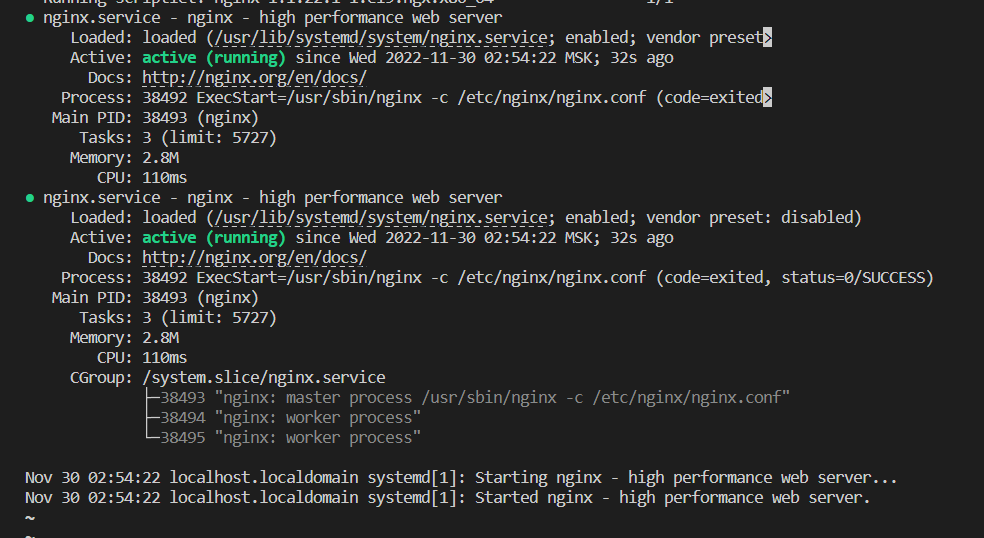 ● nginx.service - nginx - high performance web server
Loaded: loaded (/usr/lib/systemd/system/nginx.service; enabled; vendor preset>
Active: active (running) since Wed 2022-11-30 02:54:22 MSK; 32s ago
Docs: http://nginx.org/en/docs/
Process: 38492 ExecStart=/usr/sbin/nginx -c /etc/nginx/nginx.conf (code=exited>
Main PID: 38493 (nginx)
Tasks: 3 (limit: 5727)
Memory: 2.8M
CPU: 110ms
● nginx.service - nginx - high performance web server
Loaded: loaded (/usr/lib/systemd/system/nginx.service; enabled; vendor preset: disabled)
Active: active (running) since Wed 2022-11-30 02:54:22 MSK; 32s ago
Docs: http://nginx.org/en/docs/
Process: 38492 ExecStart=/usr/sbin/nginx -c /etc/nginx/nginx.conf (code=exited, status=0/SUCCESS)
Main PID: 38493 (nginx)
Tasks: 3 (limit: 5727)
Memory: 2.8M
CPU: 110ms
CGroup: /system.slice/nginx.service
├─38493 "nginx: master process /usr/sbin/nginx -c /etc/nginx/nginx.conf"
├─38494 "nginx: worker process"
└─38495 "nginx: worker process"
Nov 30 02:54:22 localhost.localdomain systemd[1]: Starting nginx - high performance web server...
Nov 30 02:54:22 localhost.localdomain systemd[1]: Started nginx - high performance web server.
~
~